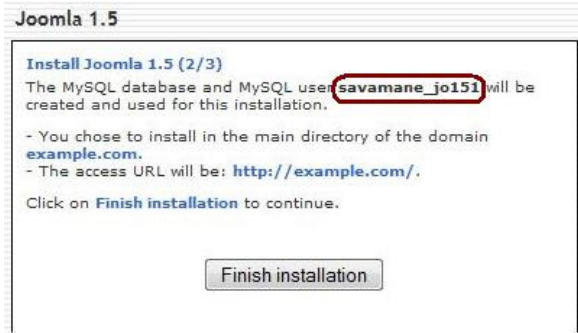 Joomla 1.5
Install Joomla 1.5 (2/3)
The MySQL database and MySQL user savamane_jo151 will be
created and used for this installation.
- You chose to install in the main directory of the domain
example.com.
- The access URL will be: http://example.com/.
Click on Finish installation to continue.
Finish installation